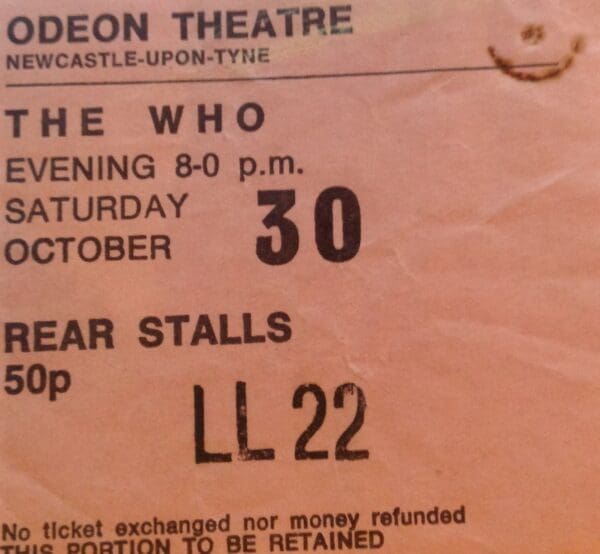 ODEON THEATRE
NEWCASTLE-UPON-TYNE
THE WHO
EVENING 8-0 p.m.
SATURDAY
OCTOBER 30
REAR STALLS
50p
LL 22
No ticket exchanged nor money refunded
THIS PORTION TO BE RETAINED